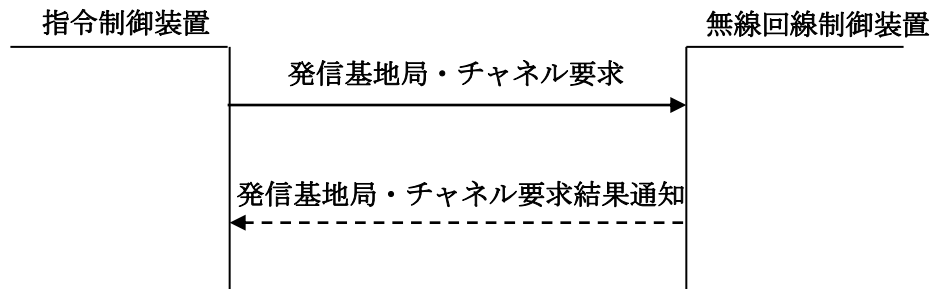 指令制御装置
無線回線制御装置
発信基地局・チャネル要求
発信基地局・チャネル要求結果通知